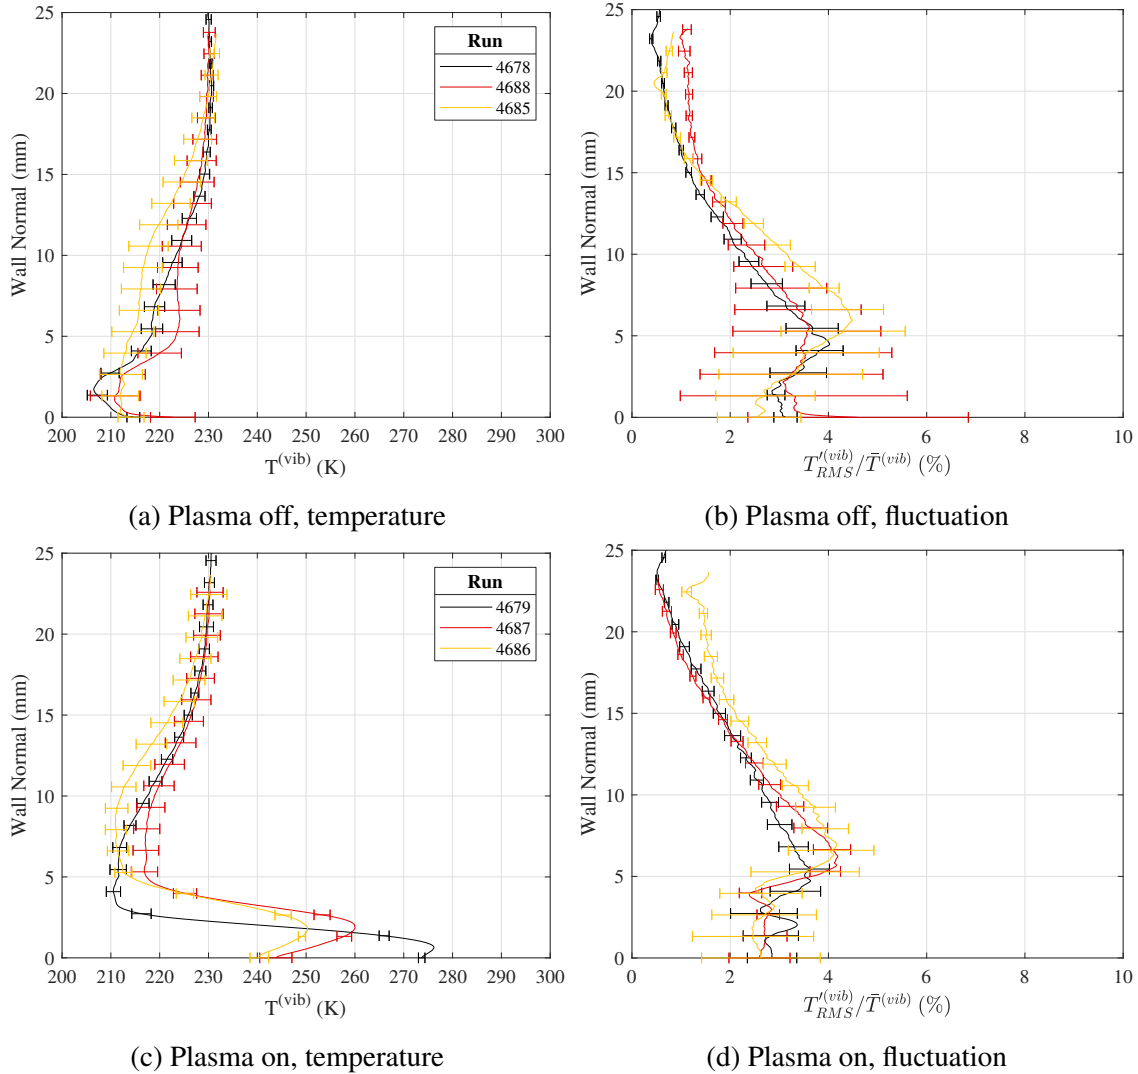 25
20
15
10
5
0
Wall Normal (mm)
200 210 220 230 240 250 260 270 280 290 300
T(vib) (K)
Run
4678
4688
4685
(a) Plasma off, temperature
25
20
15
10
5
0
Wall Normal (mm)
0 2 4 6 8 10
T′(vib)RMS/T̄(vib) (%)
(b) Plasma off, fluctuation
25
20
15
10
5
0
Wall Normal (mm)
200 210 220 230 240 250 260 270 280 290 300
T(vib) (K)
Run
4679
4687
4686
(c) Plasma on, temperature
25
20
15
10
5
0
Wall Normal (mm)
0 2 4 6 8 10
T′(vib)RMS/T̄(vib) (%)
(d) Plasma on, fluctuation